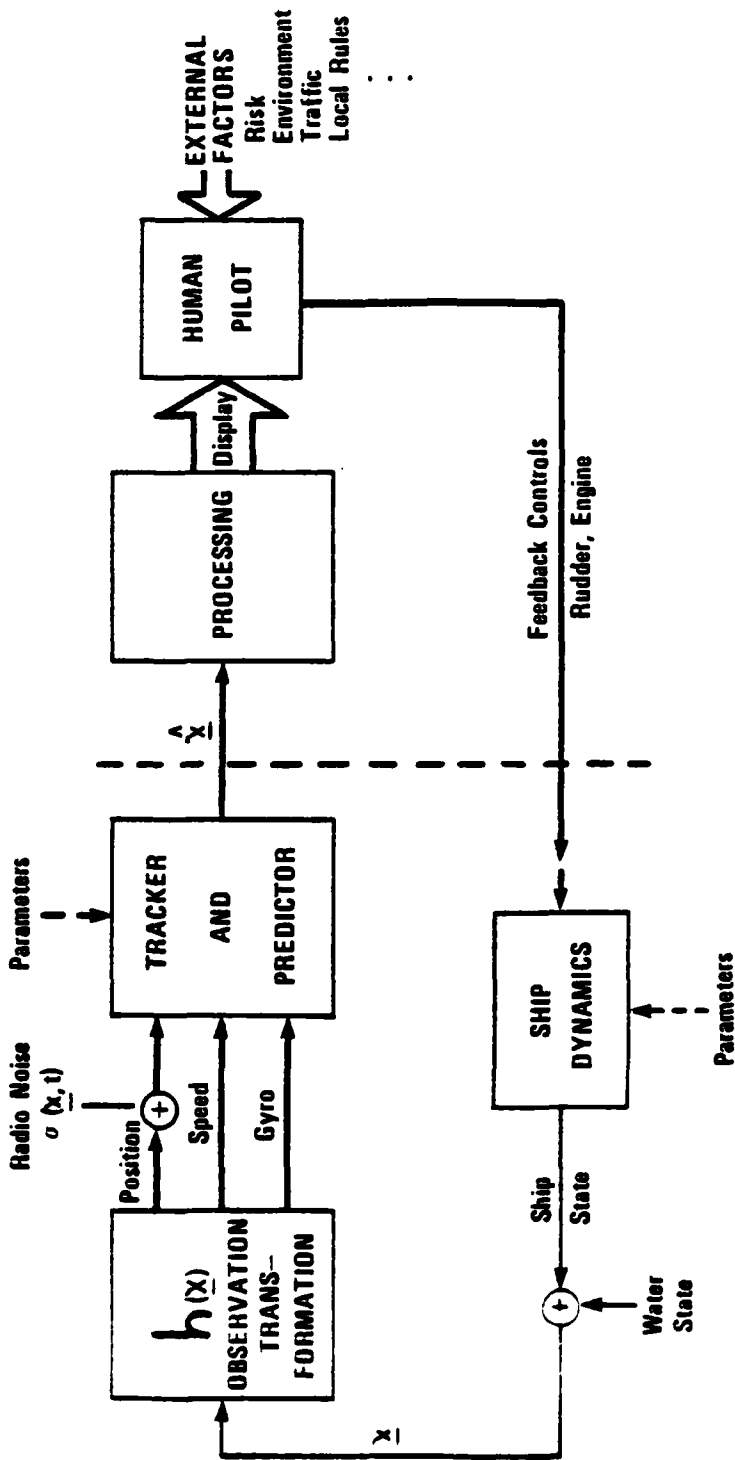 Radio Noise
σ (x, t)
Parameters
h(x)
OBSERVATION
TRANS–
FORMATION
Position
+
Speed
Gyro
TRACKER
AND
PREDICTOR
^
x
PROCESSING
Display
HUMAN
PILOT
EXTERNAL
FACTORS
Risk
Environment
Traffic
Local Rules
. . .
x
+
Water
State
Ship
State
SHIP
DYNAMICS
Parameters
Feedback Controls
Rudder, Engine